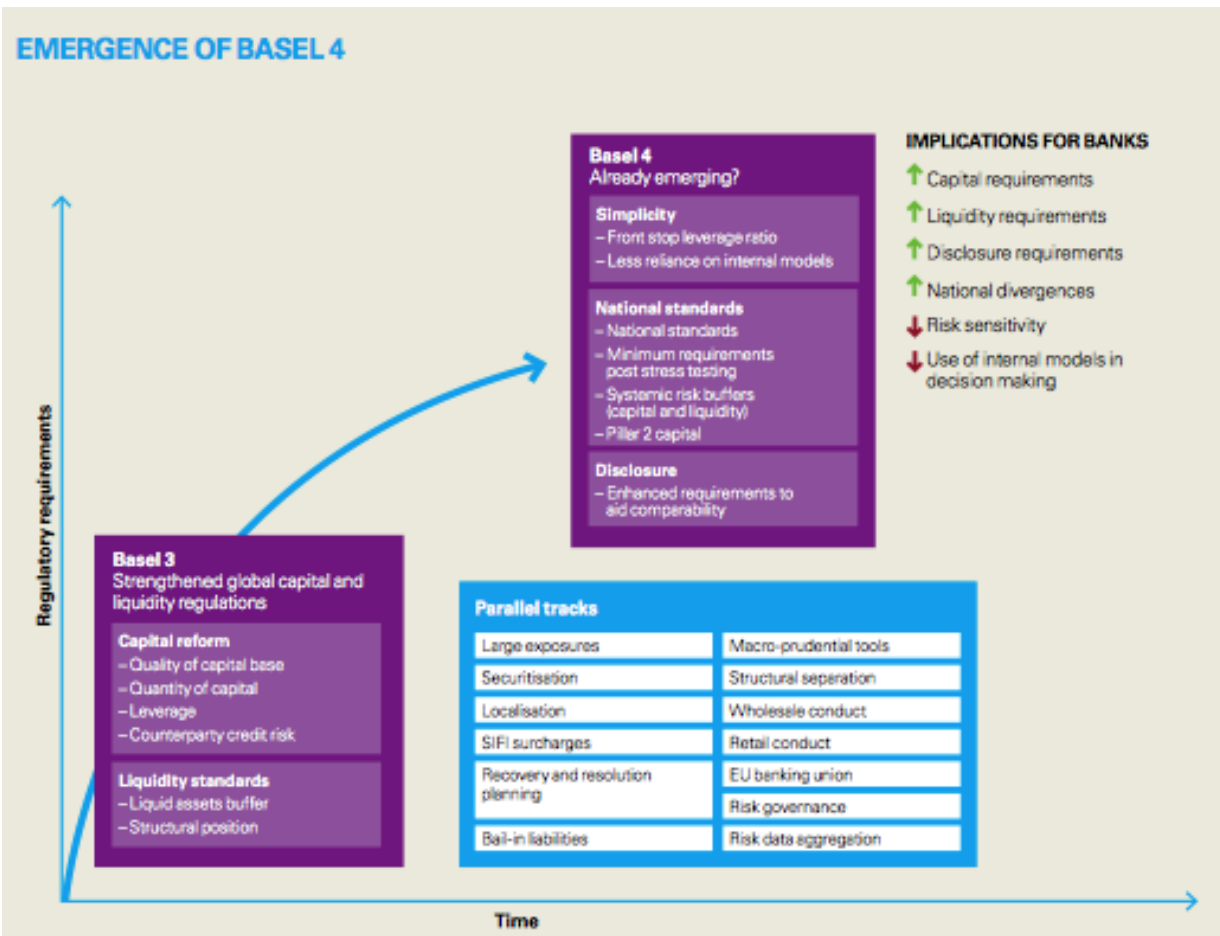 EMERGENCE OF BASEL 4
Basel 4
Already emerging?
Simplicity
– Front stop leverage ratio
– Less reliance on internal models
National standards
– National standards
– Minimum requirements
post stress testing
– Systemic risk buffers
(capital and liquidity)
– Pillar 2 capital
Disclosure
– Enhanced requirements to
aid comparability
IMPLICATIONS FOR BANKS
Capital requirements
Liquidity requirements
Disclosure requirements
National divergences
Risk sensitivity
Use of internal models in
decision making
Regulatory requirements
Basel 3
Strengthened global capital and
liquidity regulations
Capital reform
– Quality of capital base
– Quantity of capital
– Leverage
– Counterparty credit risk
Liquidity standards
– Liquid assets buffer
– Structural position
Parallel tracks
Large exposures
Securitisation
Localisation
SIFI surcharges
Recovery and resolution
planning
Bail-in liabilities
Macro-prudential tools
Structural separation
Wholesale conduct
Retail conduct
EU banking union
Risk governance
Risk data aggregation
Time